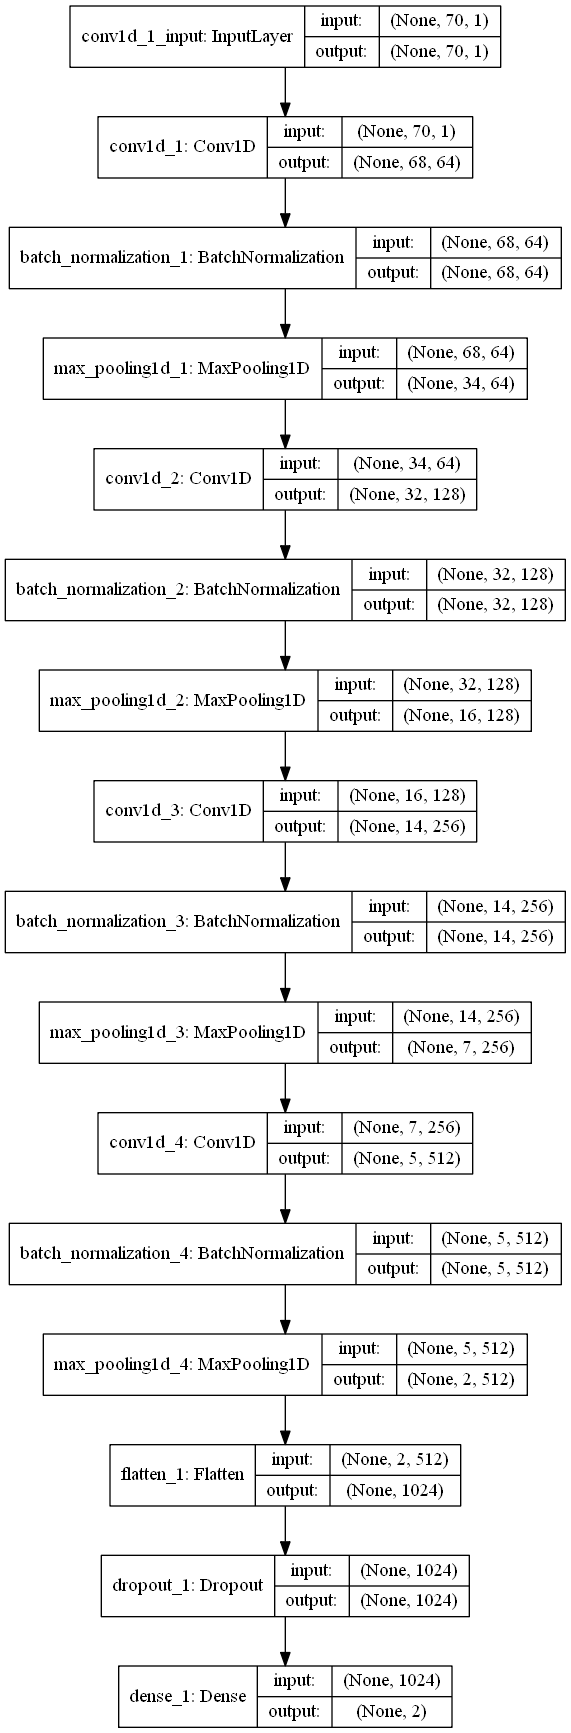 conv1d_1_input: InputLayer input: (None, 70, 1)
output: (None, 70, 1)
conv1d_1: Conv1D input: (None, 70, 1)
output: (None, 68, 64)
batch_normalization_1: BatchNormalization input: (None, 68, 64)
output: (None, 68, 64)
max_pooling1d_1: MaxPooling1D input: (None, 68, 64)
output: (None, 34, 64)
conv1d_2: Conv1D input: (None, 34, 64)
output: (None, 32, 128)
batch_normalization_2: BatchNormalization input: (None, 32, 128)
output: (None, 32, 128)
max_pooling1d_2: MaxPooling1D input: (None, 32, 128)
output: (None, 16, 128)
conv1d_3: Conv1D input: (None, 16, 128)
output: (None, 14, 256)
batch_normalization_3: BatchNormalization input: (None, 14, 256)
output: (None, 14, 256)
max_pooling1d_3: MaxPooling1D input: (None, 14, 256)
output: (None, 7, 256)
conv1d_4: Conv1D input: (None, 7, 256)
output: (None, 5, 512)
batch_normalization_4: BatchNormalization input: (None, 5, 512)
output: (None, 5, 512)
max_pooling1d_4: MaxPooling1D input: (None, 5, 512)
output: (None, 2, 512)
flatten_1: Flatten input: (None, 2, 512)
output: (None, 1024)
dropout_1: Dropout input: (None, 1024)
output: (None, 1024)
dense_1: Dense input: (None, 1024)
output: (None, 2)